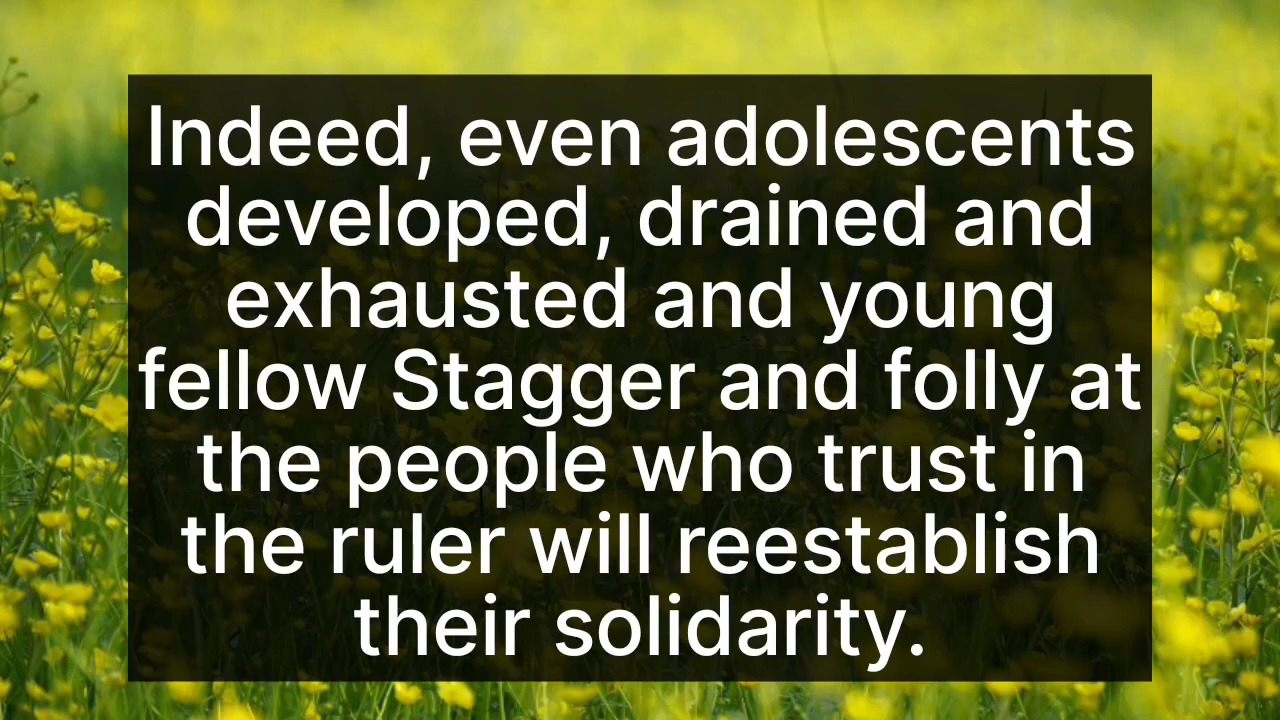 Indeed, even adolescents
developed, drained and
exhausted and young
fellow Stagger and folly at
the people who trust in
the ruler will reestablish
their solidarity.